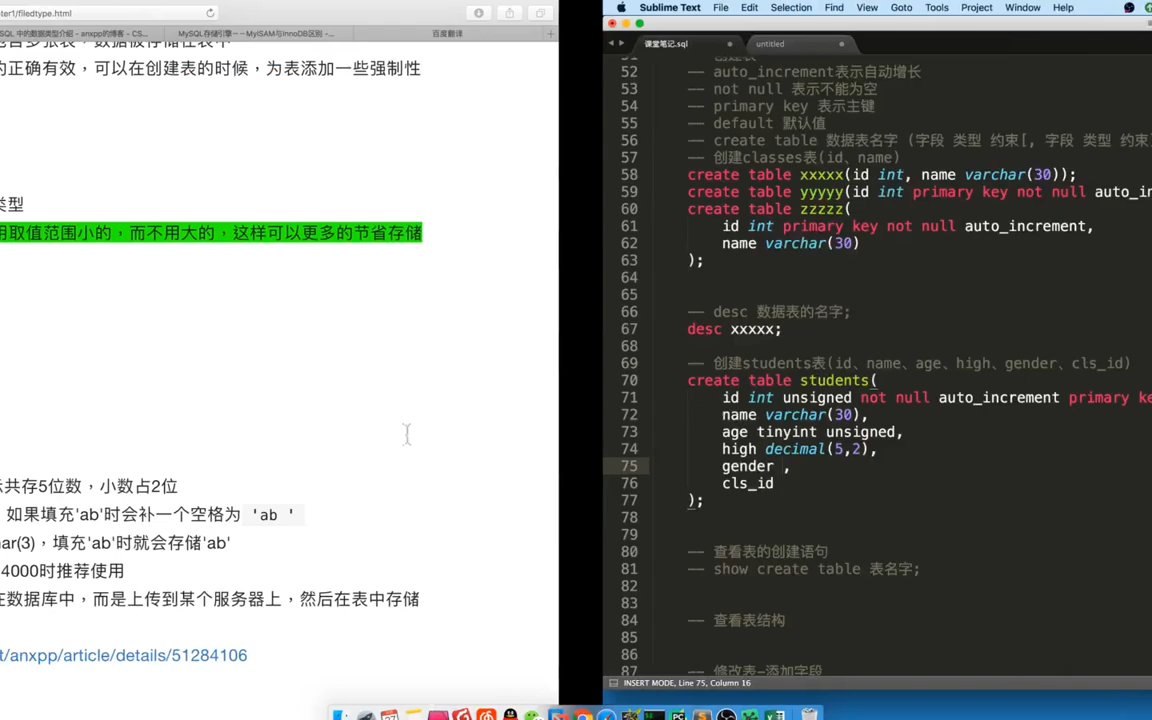 ter1/filedtype.html
SQL 中的数据类型介绍 - anxpp的博客 - CS...
MySQL存储引擎－－MyISAM与InnoDB区别 -...
百度翻译
的正确有效，可以在创建表的时候，为表添加一些强制性
类型
用取值范围小的，而不用大的，这样可以更多的节省存储
示共存5位数，小数占2位
如果填充'ab'时会补一个空格为 'ab '
har(3)，填充'ab'时就会存储'ab'
4000时推荐使用
在数据库中，而是上传到某个服务器上，然后在表中存储
t/anxpp/article/details/51284106
Sublime Text File Edit Selection Find View Goto Tools Project Window Help
课堂笔记.sql
untitled
51 创建表
52 -- auto_increment表示自动增长
53 -- not null 表示不能为空
54 -- primary key 表示主键
55 -- default 默认值
56 -- create table 数据表名字 (字段 类型 约束[, 字段 类型 约束]
57 -- 创建classes表(id、name)
58 create table xxxxx(id int, name varchar(30));
59 create table yyyyy(id int primary key not null auto_in
60 create table zzzzz(
61 id int primary key not null auto_increment,
62 name varchar(30)
63 );
64
65
66 -- desc 数据表的名字;
67 desc xxxxx;
68
69 -- 创建students表(id、name、age、high、gender、cls_id)
70 create table students(
71 id int unsigned not null auto_increment primary ke
72 name varchar(30),
73 age tinyint unsigned,
74 high decimal(5,2),
75 gender ,
76 cls_id
77 );
78
79
80 -- 查看表的创建语句
81 -- show create table 表名字;
82
83
84 -- 查看表结构
85
86
87 -- 修改表-添加字段
INSERT MODE, Line 75, Column 16